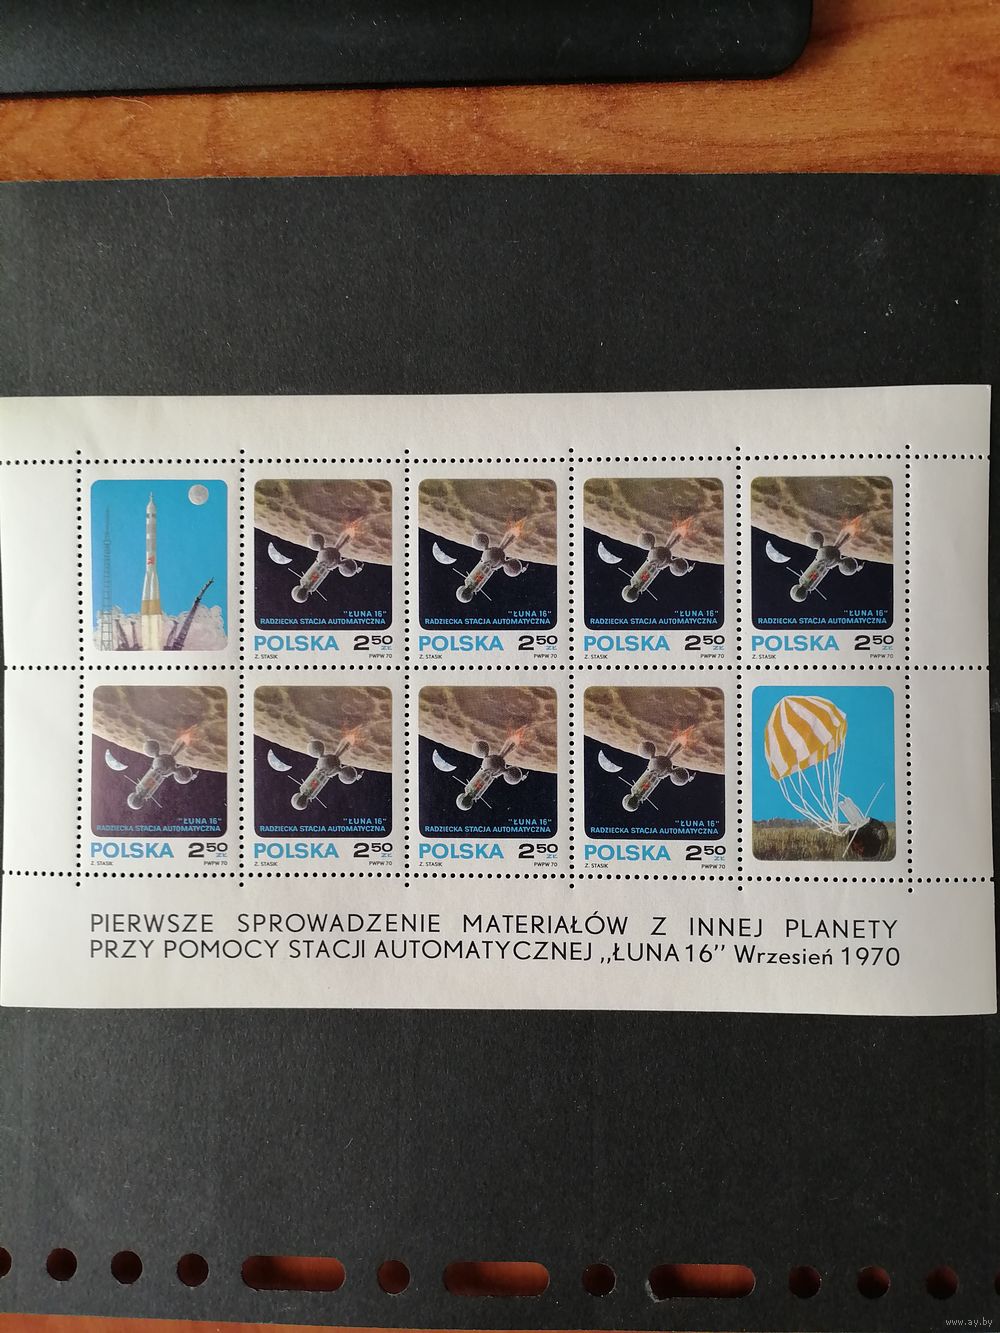 "ŁUNA 16"
RADZIECKA STACJA AUTOMATYCZNA
POLSKA 2 50 ZŁ
Z. STASIK PWPW 70
"ŁUNA 16"
RADZIECKA STACJA AUTOMATYCZNA
POLSKA 2 50 ZŁ
Z. STASIK PWPW 70
"ŁUNA 16"
RADZIECKA STACJA AUTOMATYCZNA
POLSKA 2 50 ZŁ
Z. STASIK PWPW 70
"ŁUNA 16"
RADZIECKA STACJA AUTOMATYCZNA
POLSKA 2 50 ZŁ
Z. STASIK PWPW 70
"ŁUNA 16"
RADZIECKA STACJA AUTOMATYCZNA
POLSKA 2 50 ZŁ
Z. STASIK PWPW 70
"ŁUNA 16"
RADZIECKA STACJA AUTOMATYCZNA
POLSKA 2 50 ZŁ
Z. STASIK PWPW 70
"ŁUNA 16"
RADZIECKA STACJA AUTOMATYCZNA
POLSKA 2 50 ZŁ
Z. STASIK PWPW 70
"ŁUNA 16"
RADZIECKA STACJA AUTOMATYCZNA
POLSKA 2 50 ZŁ
Z. STASIK PWPW 70
PIERWSZE SPROWADZENIE MATERIAŁÓW Z INNEJ PLANETY
PRZY POMOCY STACJI AUTOMATYCZNEJ „ŁUNA 16” Wrzesień 1970
www.ay.by